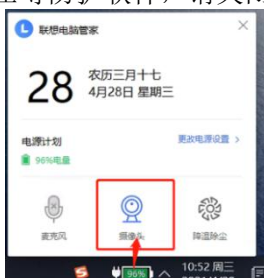 联想电脑管家
28
农历三月十七
4月28日 星期三
电源计划
更改电源设置 >
96%电量
麦克风
摄像头
降温除尘
96%
10:52 周三